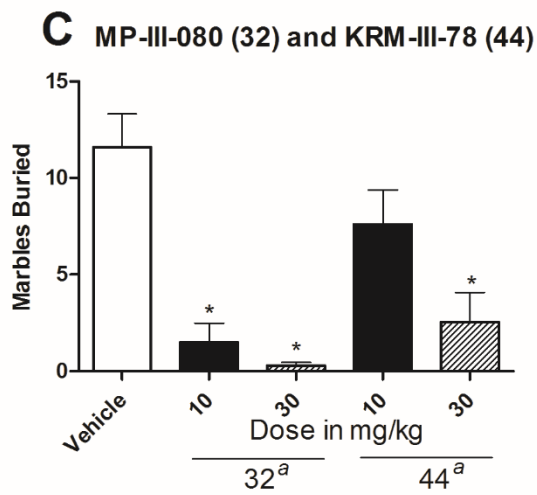 C MP-III-080 (32) and KRM-III-78 (44)
15
10
5
0
Marbles Buried
*
*
*
Vehicle
10
30
10
30
Dose in mg/kg
32a
44a